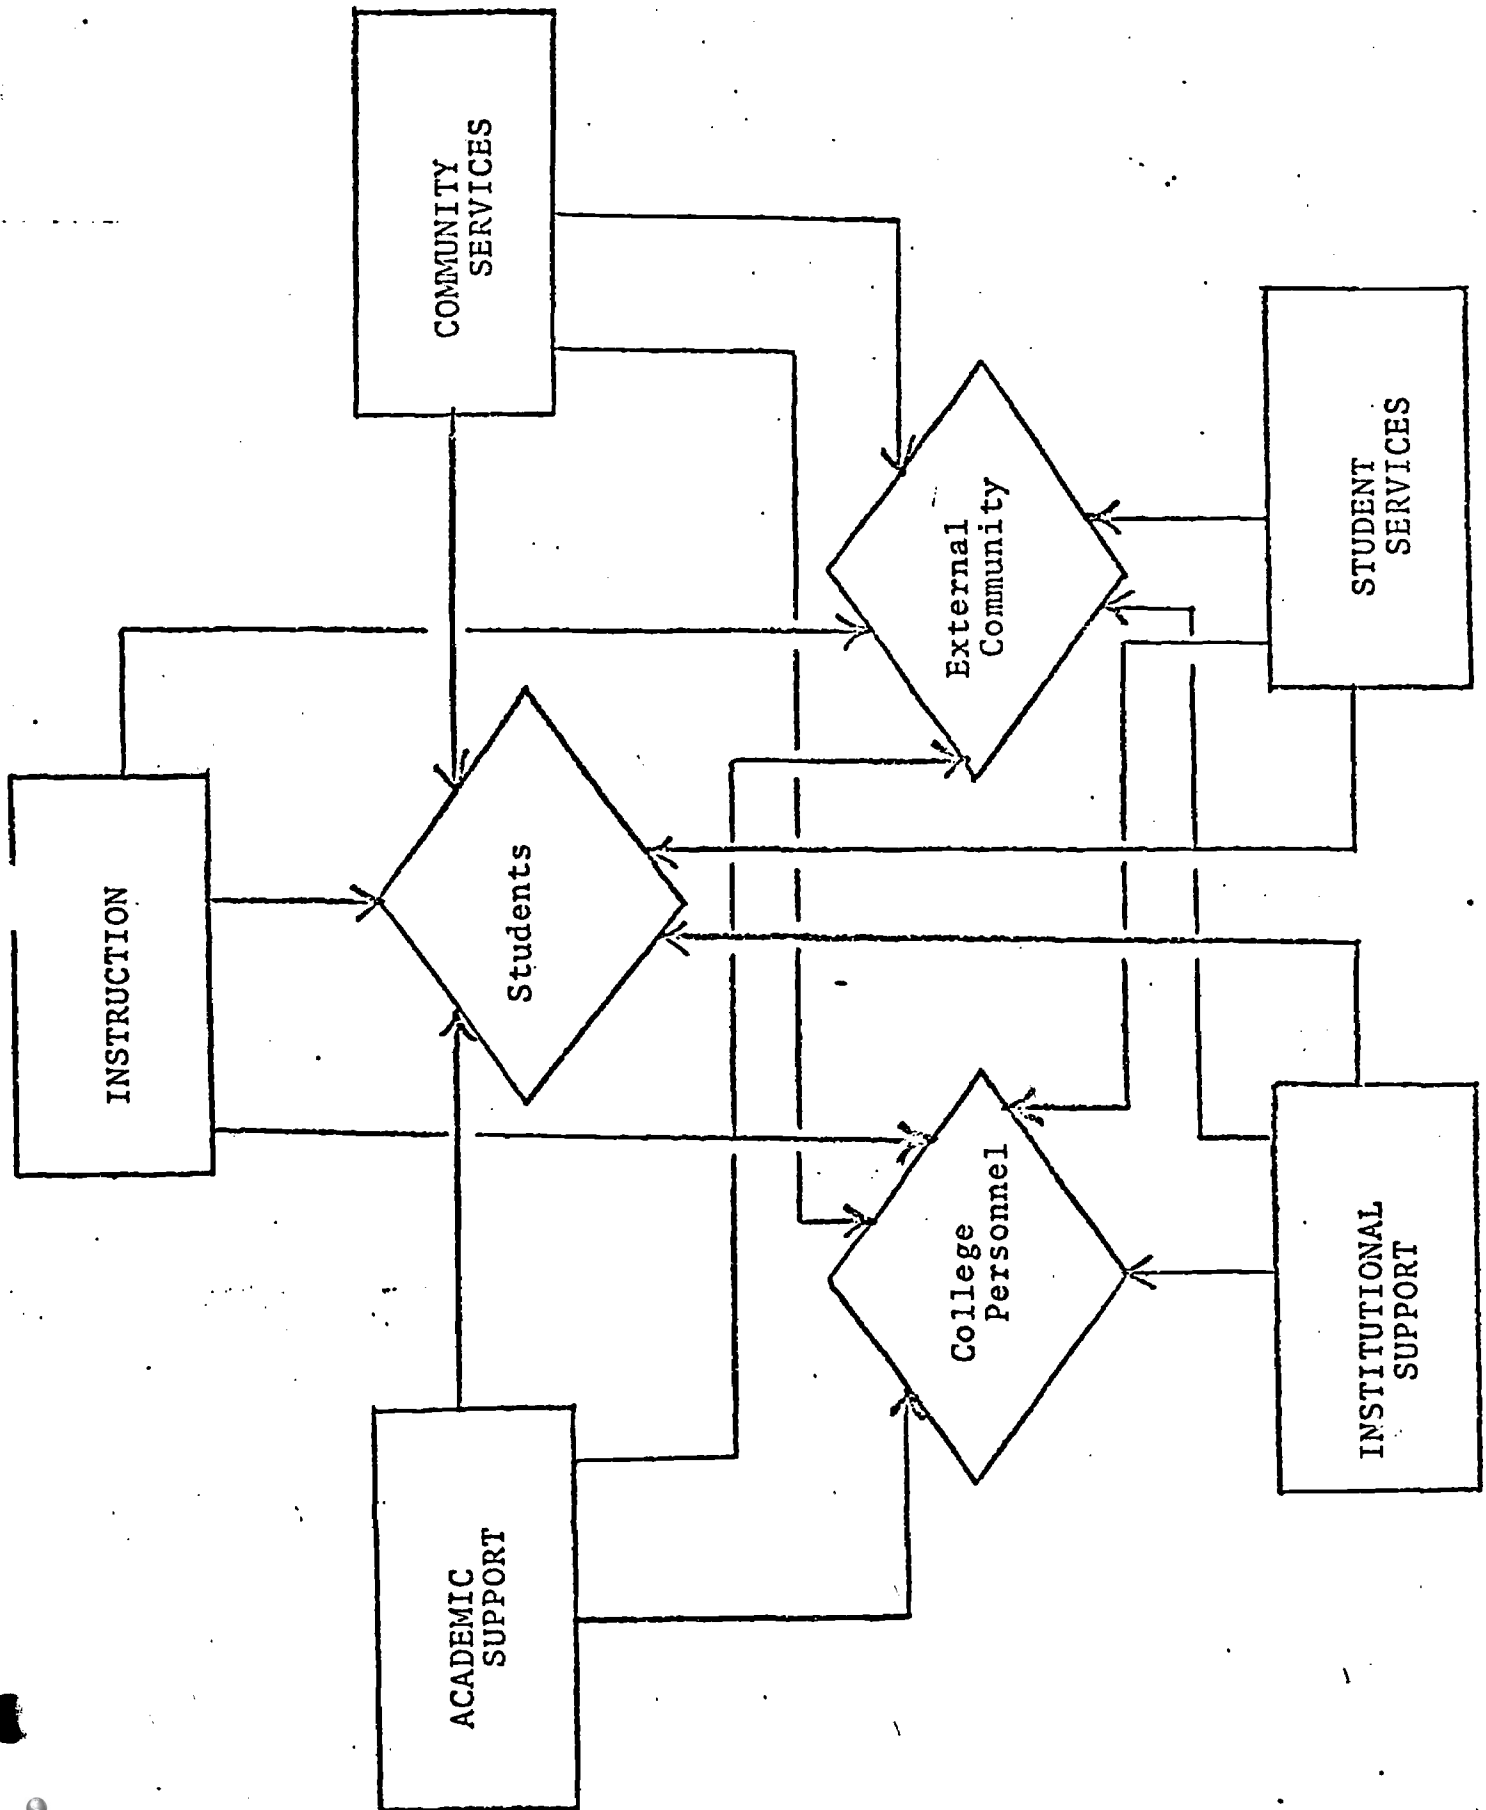 INSTRUCTION
ACADEMIC
SUPPORT
Students
COMMUNITY
SERVICES
College
Personnel
External
Community
INSTITUTIONAL
SUPPORT
STUDENT
SERVICES